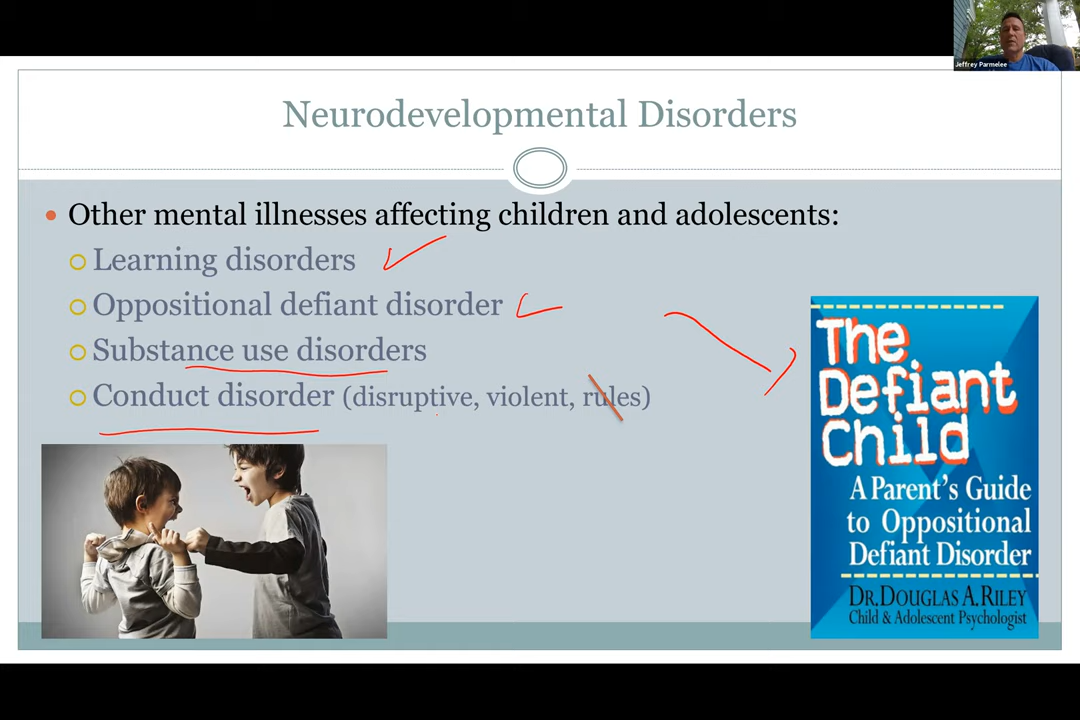 Jeffrey Parmelee
Neurodevelopmental Disorders
Other mental illnesses affecting children and adolescents:
Learning disorders
Oppositional defiant disorder
Substance use disorders
Conduct disorder (disruptive, violent, rules)
The
Defiant
Child
A Parent's Guide
to Oppositional
Defiant Disorder
DR. DOUGLAS A. RILEY
Child & Adolescent Psychologist